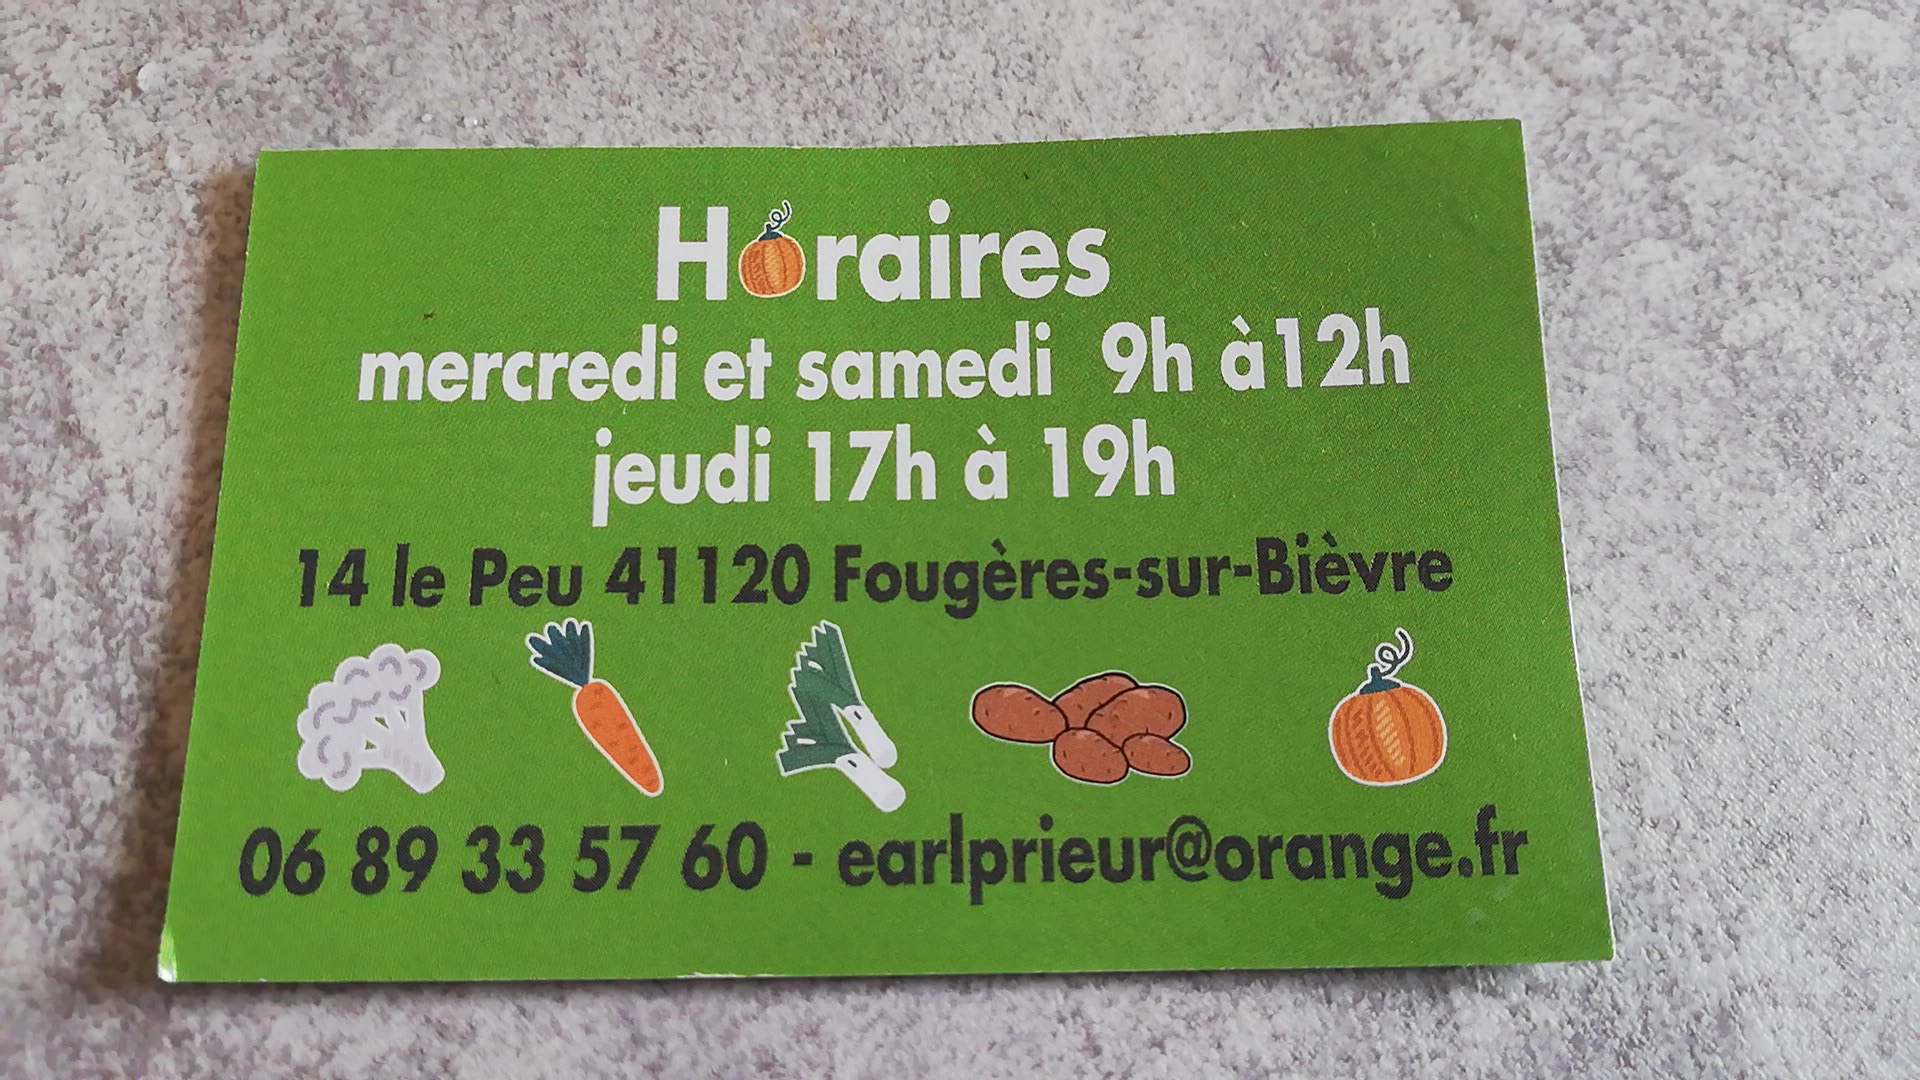 Horaires
mercredi et samedi 9h à12h
jeudi 17h à 19h
14 le Peu 41120 Fougères-sur-Bièvre
06 89 33 57 60 - earlprieur@orange.fr